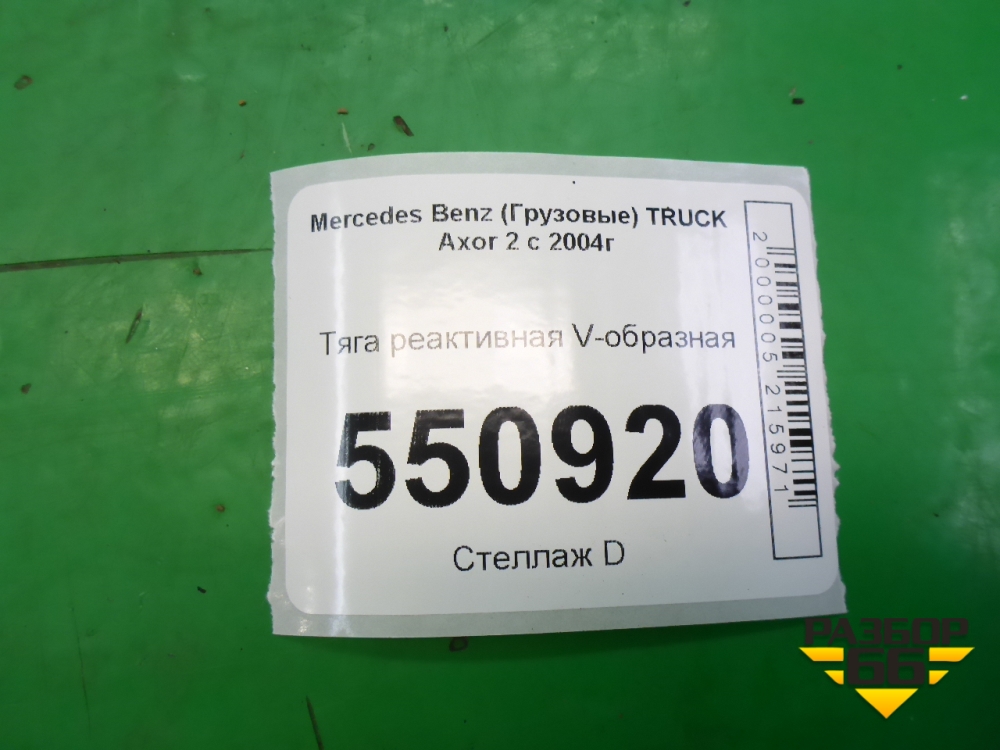 Mercedes Benz (Грузовые) TRUCK
Axor 2 с 2004г
Тяга реактивная V-образная
550920
Стеллаж D
2000005215971
РАЗБОР
66